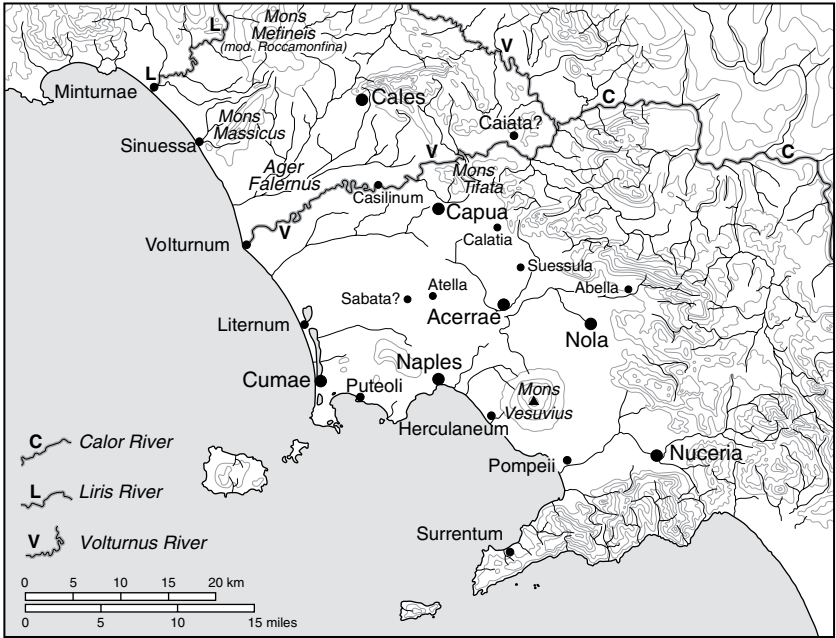 L
Mons
Metineis
(mod. Roccamonfina)
V
L
Minturnae
Cales
C
Mons
Massicus
Caiata?
Sinuessa
V
C
Ager
Falernus
Mons
Tifata
Casilinum
Capua
V
Calatia
Volturnum
Suessula
Atella
Abella
Sabata?
Acerrae
Liternum
Nola
Naples
Cumae
Puteoli
Mons
Vesuvius
Herculaneum
C Calor River
Nuceria
Pompeii
L Liris River
V Volturnus River
Surrentum
0 5 10 15 20 km
0 5 10 15 miles